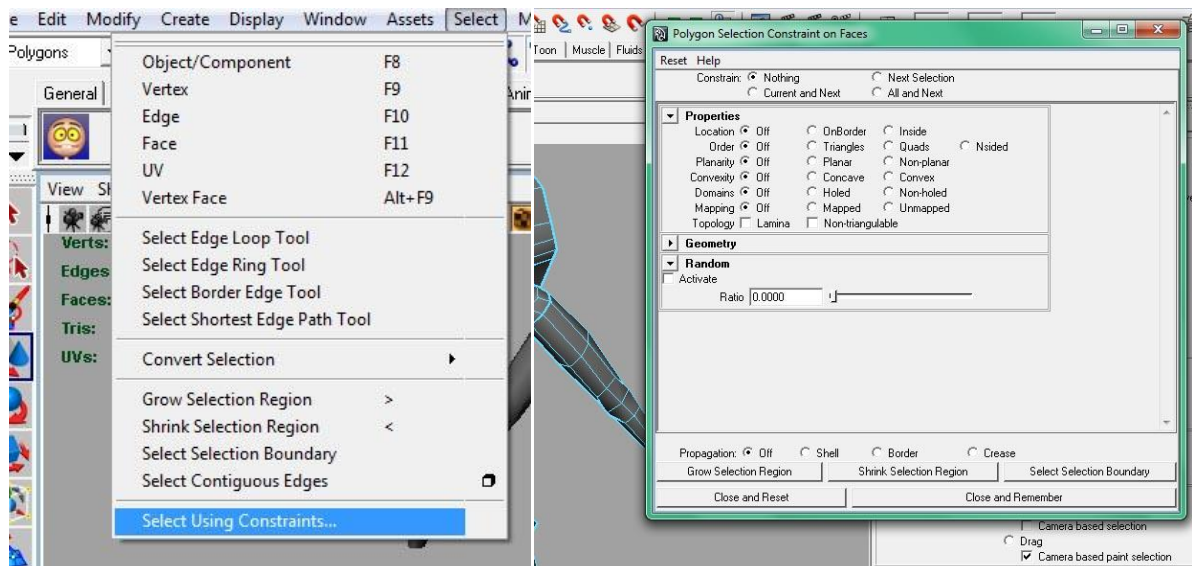 e Edit Modify Create Display Window Assets Select M
Polygons
General
Object/Component F8
Vertex F9
Edge F10
Face F11
UV F12
Vertex Face Alt+F9
Select Edge Loop Tool
Select Edge Ring Tool
Select Border Edge Tool
Select Shortest Edge Path Tool
Convert Selection
Grow Selection Region >
Shrink Selection Region <
Select Selection Boundary
Select Contiguous Edges
Select Using Constraints...
View Sh
Verts:
Edges
Faces:
Tris:
UVs:
Anir
Toon Muscle Fluids
Polygon Selection Constraint on Faces
Reset Help
Constrain: Nothing Next Selection
Current and Next All and Next
Properties
Location Off OnBorder Inside
Order Off Triangles Quads Nsided
Planarity Off Planar Non-planar
Convexity Off Concave Convex
Domains Off Holed Non-holed
Mapping Off Mapped Unmapped
Topology Lamina Non-triangulable
Geometry
Random
Activate
Ratio 0.0000
Propagation: Off Shell Border Crease
Grow Selection Region Shrink Selection Region Select Selection Boundary
Close and Reset Close and Remember
Camera based selection
Drag
Camera based paint selection